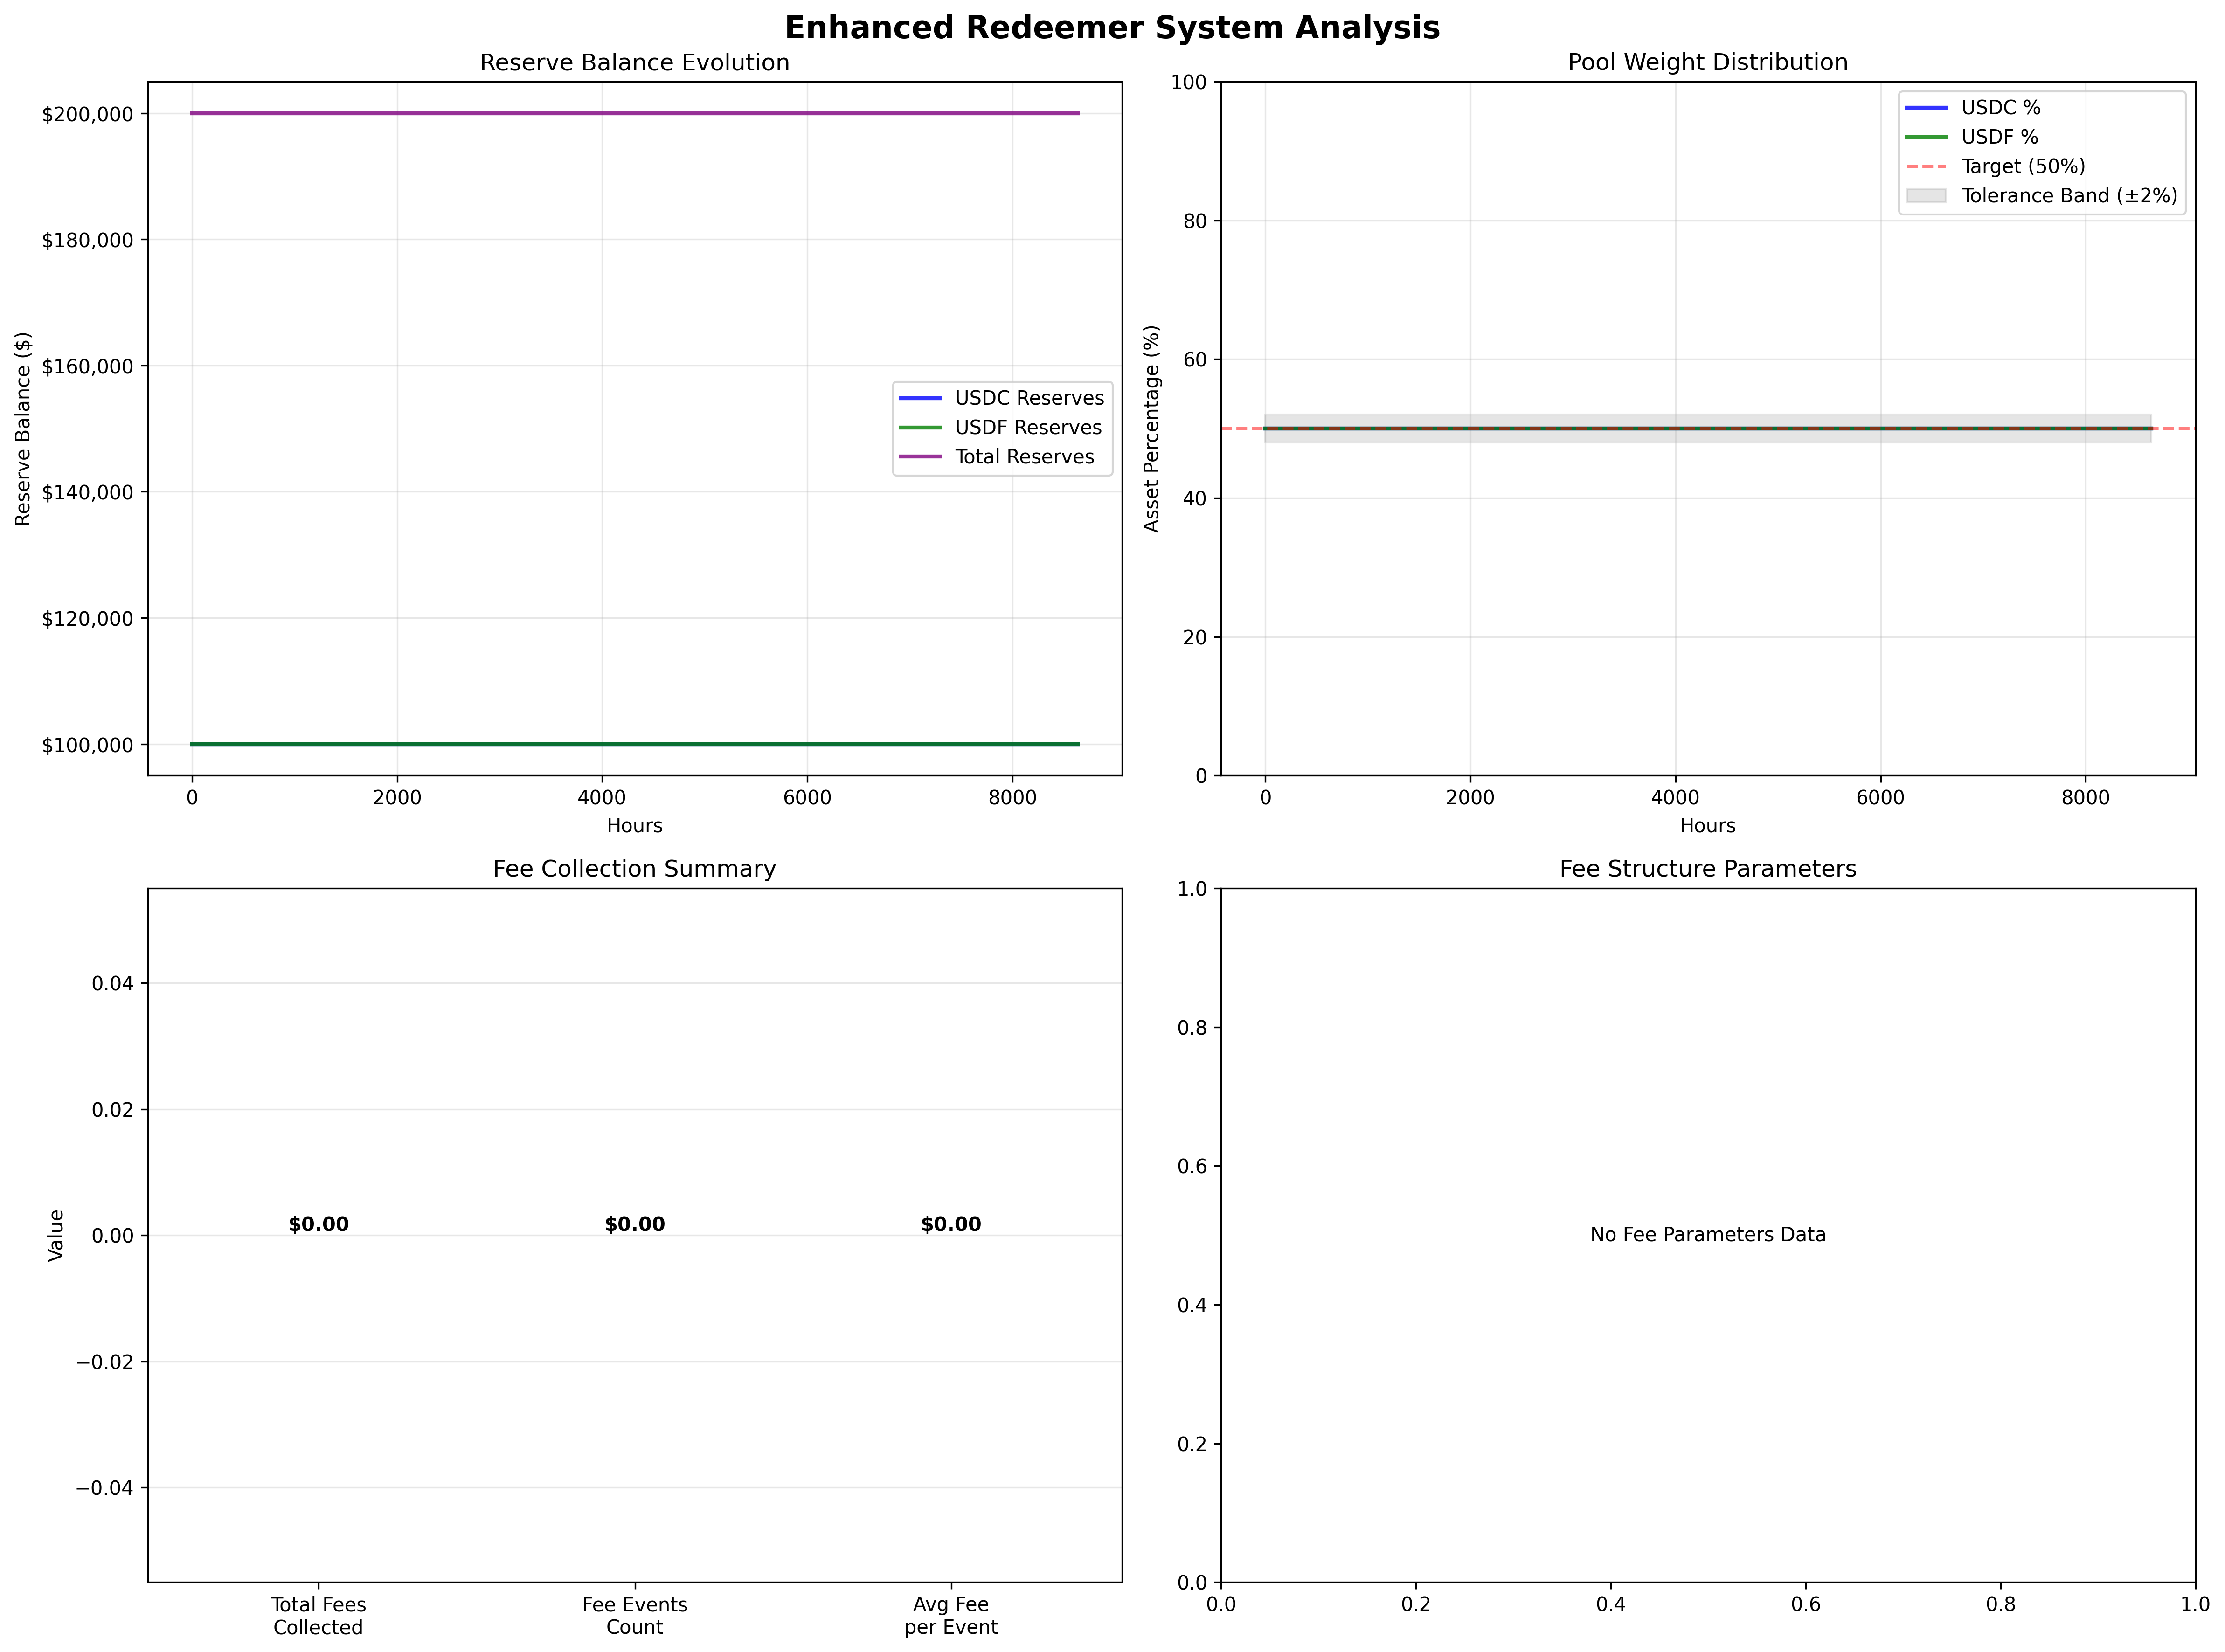 Enhanced Redeemer System Analysis
Reserve Balance Evolution
$200,000
$180,000
$160,000
$140,000
$120,000
$100,000
Reserve Balance ($)
USDC Reserves
USDF Reserves
Total Reserves
0
2000
4000
6000
8000
Hours
Pool Weight Distribution
100
80
60
40
20
0
Asset Percentage (%)
USDC %
USDF %
Target (50%)
Tolerance Band (±2%)
0
2000
4000
6000
8000
Hours
Fee Collection Summary
0.04
0.02
0.00
−0.02
−0.04
Value
$0.00
$0.00
$0.00
Total Fees
Collected
Fee Events
Count
Avg Fee
per Event
Fee Structure Parameters
1.0
0.8
0.6
0.4
0.2
0.0
No Fee Parameters Data
0.0
0.2
0.4
0.6
0.8
1.0